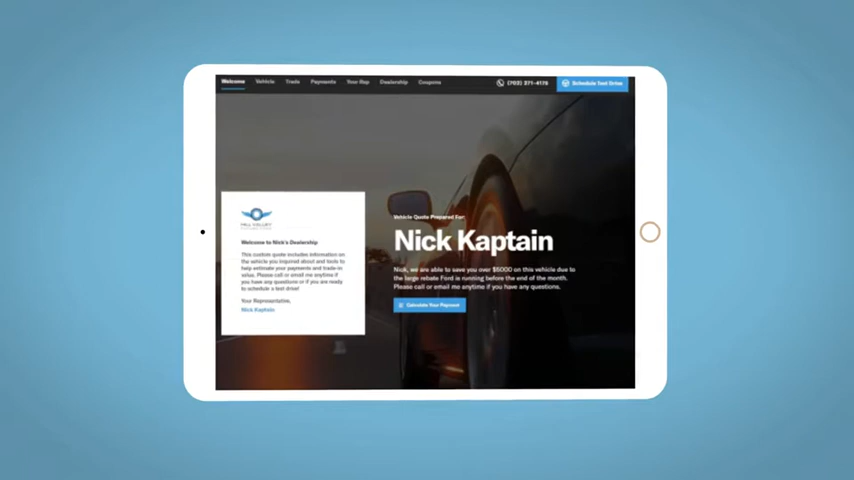 Welcome Vehicle Trade Payments Your Rep Dealership Coupons (702) 371-4178 Schedule Test Drive
Welcome to Nick's Dealership
This custom quote includes information on
the vehicle you inquired about and tools to
help estimate your payments and trade-in
value. Please call or email me anytime if
you have any questions or if you are ready
to schedule a test drive!
Your Representative,
Nick Kaptain
Vehicle Quote Prepared For:
Nick Kaptain
Nick, we are able to save you over $5000 on this vehicle due to
the large rebate Ford is running before the end of the month.
Please call or email me anytime if you have any questions.
Calculate Your Payment